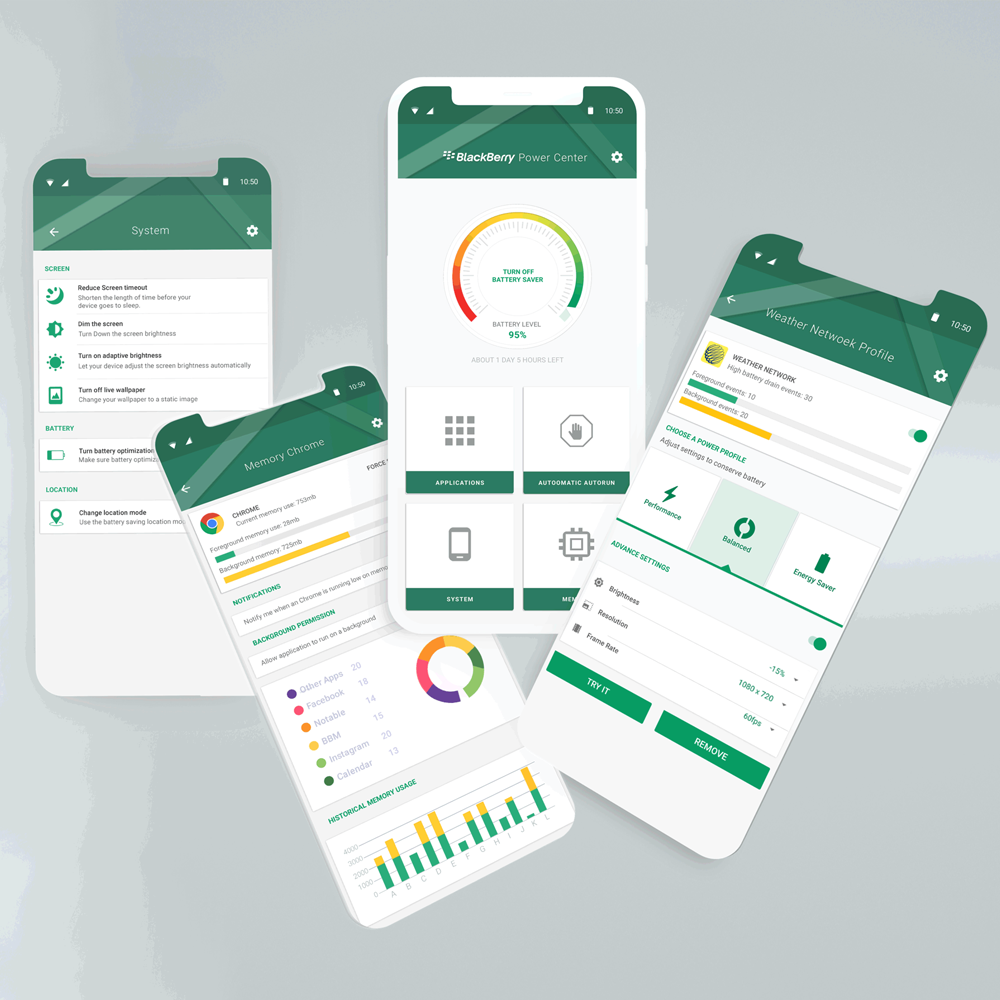 10:50
System
SCREEN
Reduce Screen timeout
Shorten the length of time before your
device goes to sleep.
Dim the screen
Turn Down the screen brightness
Turn on adaptive brightness
Let your device adjust the screen brightness automatically
Turn off live wallpaper
Change your wallpaper to a static image
BATTERY
Turn battery optimization
Make sure battery
LOCATION
Change location mode
Use the battery saving location
10:50
Memory Chrome
FORCE
CHROME
Current memory use: 753mb
Foreground memory use: 28mb
Background memory: 725mb
NOTIFICATIONS
Notify me when an Chrome is running low on
BACKGROUND PERMISSION
Allow application to run on a background
Other Apps 20
Facebook 18
Notable 14
BBM 15
Instagram 20
Calendar 13
HISTORICAL MEMORY USAGE
4000
3000
2000
1000
0
A B C D E F G H I J K L
10:50
BlackBerry Power Center
TURN OFF
BATTERY SAVER
BATTERY LEVEL
95%
ABOUT 1 DAY 5 HOURS LEFT
APPLICATIONS
AUTOOMATIC AUTORUN
SYSTEM
10:50
Weather Netwoek Profile
WEATHER NETWORK
High battery drain events: 30
Foreground events: 10
Background events: 20
CHOOSE A POWER PROFILE
Adjust settings to conserve battery
Performance
Balanced
Energy Saver
ADVANCE SETTINGS
Brightness -15%
Resolution 1080 x 720
Frame Rate 60fps
TRY IT
REMOVE